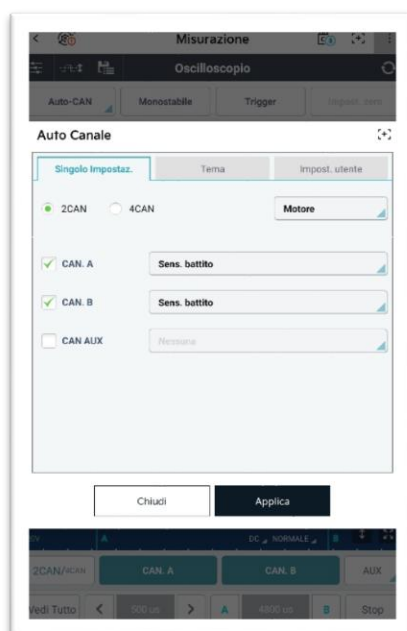 Misurazione
Oscilloscopio
Auto-CAN Monostabile Trigger Impost. zero
Auto Canale
Singolo Impostaz. Tema Impost. utente
2CAN 4CAN Motore
CAN. A Sens. battito
CAN. B Sens. battito
CAN AUX Nessuna
Chiudi Applica
A DC NORMALE B
2CAN/4CAN CAN. A CAN. B AUX
Vedi Tutto 500 us A 4800 us B Stop